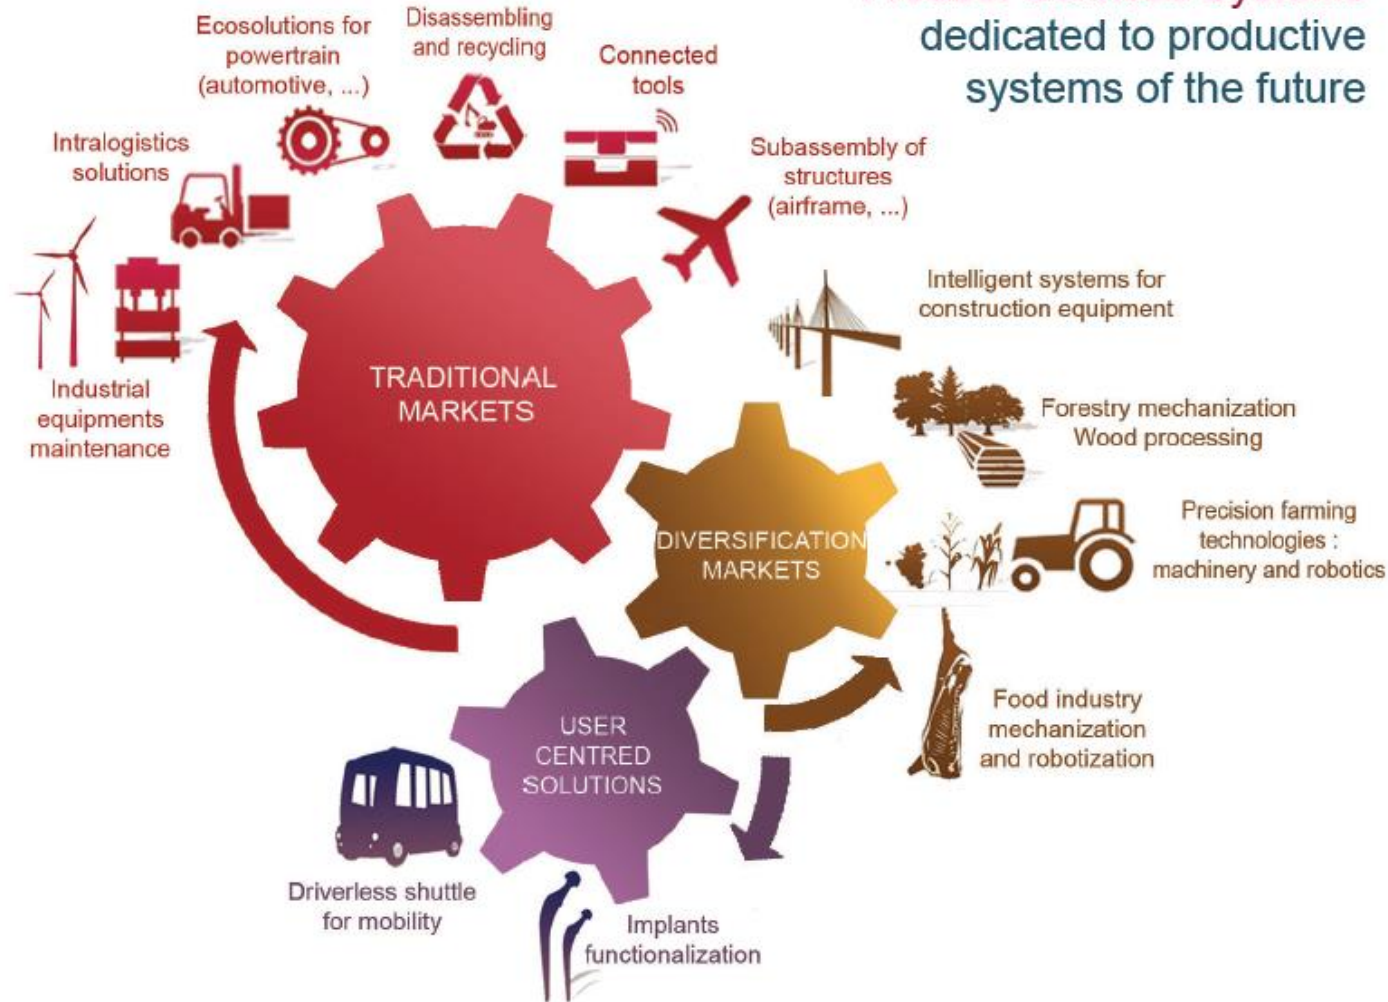 dedicated to productive
systems of the future
Ecosolutions for
powertrain
(automotive, ...)
Disassembling
and recycling
Connected
tools
Intralogistics
solutions
Subassembly of
structures
(airframe, ...)
Industrial
equipments
maintenance
TRADITIONAL
MARKETS
Intelligent systems for
construction equipment
Forestry mechanization
Wood processing
Precision farming
technologies :
machinery and robotics
DIVERSIFICATION
MARKETS
Food industry
mechanization
and robotization
USER
CENTRED
SOLUTIONS
Driverless shuttle
for mobility
Implants
functionalization